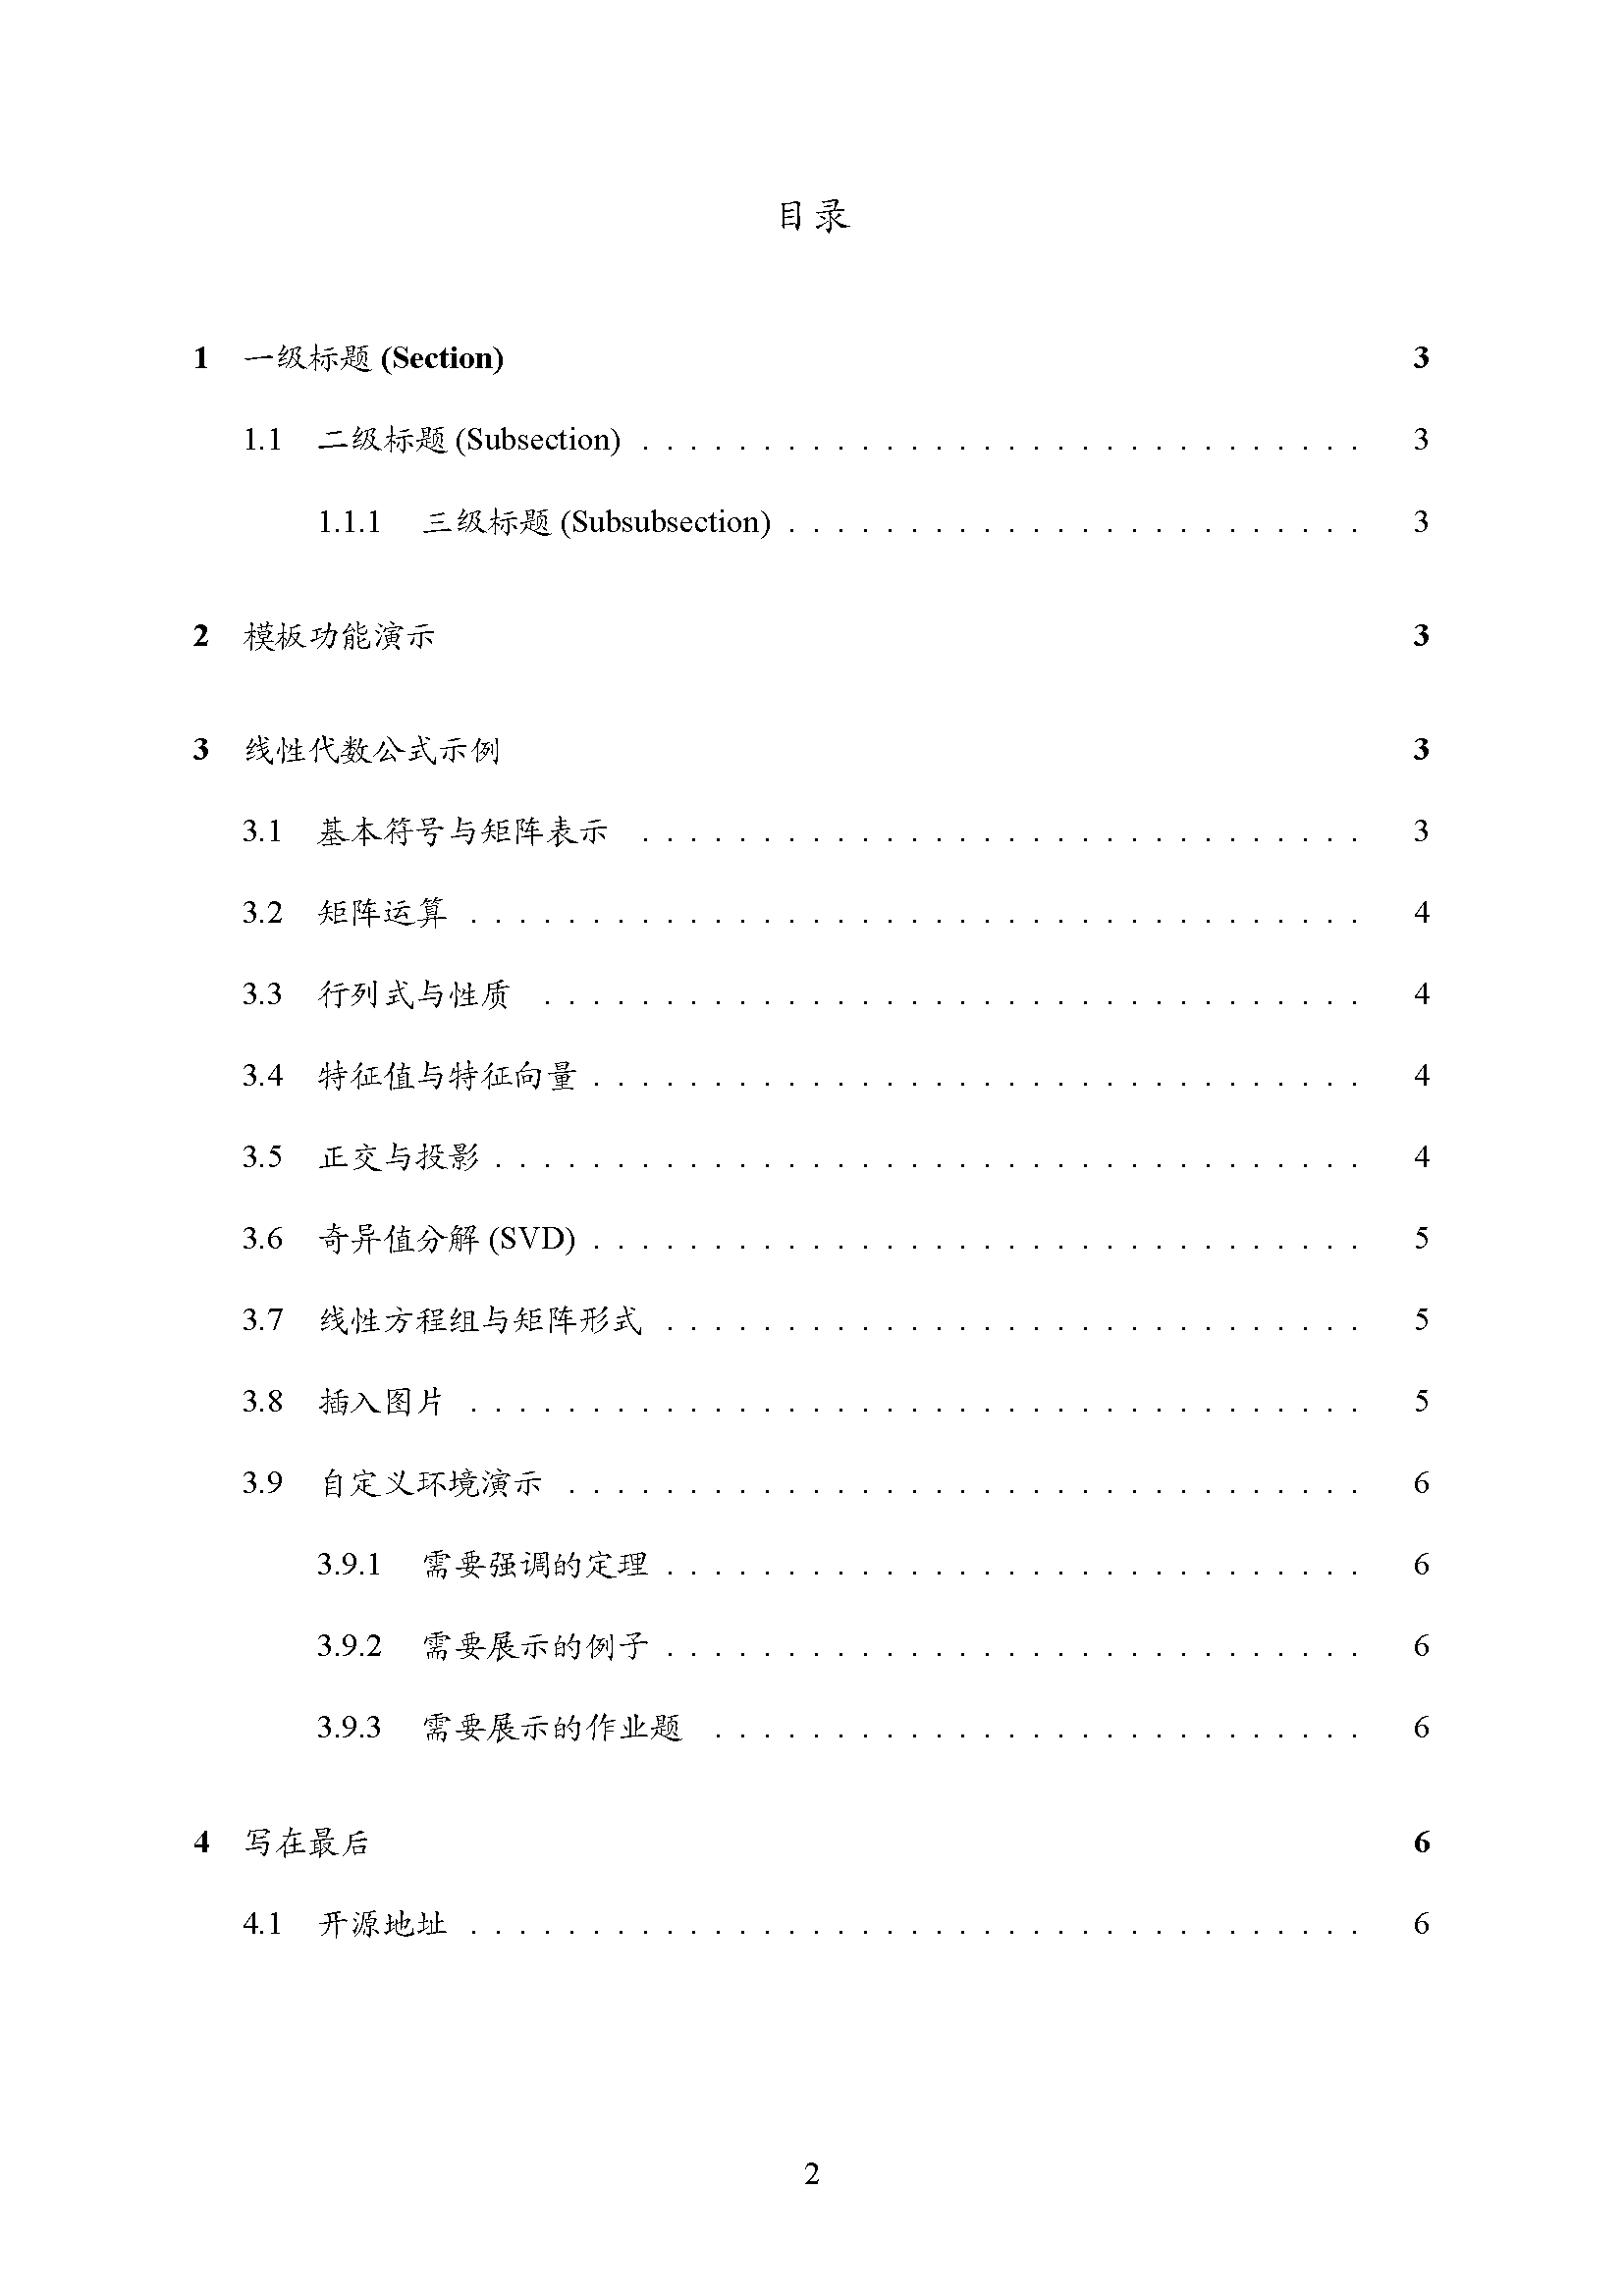 目录
1 一级标题 (Section) 3
1.1 二级标题 (Subsection) . . . . . . . . . . . . . . . . . . . . . . . . . . . . . . 3
1.1.1 三级标题 (Subsubsection) . . . . . . . . . . . . . . . . . . . . . . . . 3
2 模板功能演示 3
3 线性代数公式示例 3
3.1 基本符号与矩阵表示 . . . . . . . . . . . . . . . . . . . . . . . . . . . . . . 3
3.2 矩阵运算 . . . . . . . . . . . . . . . . . . . . . . . . . . . . . . . . . . . . . 4
3.3 行列式与性质 . . . . . . . . . . . . . . . . . . . . . . . . . . . . . . . . . . 4
3.4 特征值与特征向量 . . . . . . . . . . . . . . . . . . . . . . . . . . . . . . . . 4
3.5 正交与投影 . . . . . . . . . . . . . . . . . . . . . . . . . . . . . . . . . . . . 4
3.6 奇异值分解 (SVD) . . . . . . . . . . . . . . . . . . . . . . . . . . . . . . . . 5
3.7 线性方程组与矩阵形式 . . . . . . . . . . . . . . . . . . . . . . . . . . . . . 5
3.8 插入图片 . . . . . . . . . . . . . . . . . . . . . . . . . . . . . . . . . . . . . 5
3.9 自定义环境演示 . . . . . . . . . . . . . . . . . . . . . . . . . . . . . . . . . 6
3.9.1 需要强调的定理 . . . . . . . . . . . . . . . . . . . . . . . . . . . . . 6
3.9.2 需要展示的例子 . . . . . . . . . . . . . . . . . . . . . . . . . . . . . 6
3.9.3 需要展示的作业题 . . . . . . . . . . . . . . . . . . . . . . . . . . . 6
4 写在最后 6
4.1 开源地址 . . . . . . . . . . . . . . . . . . . . . . . . . . . . . . . . . . . . . 6
2